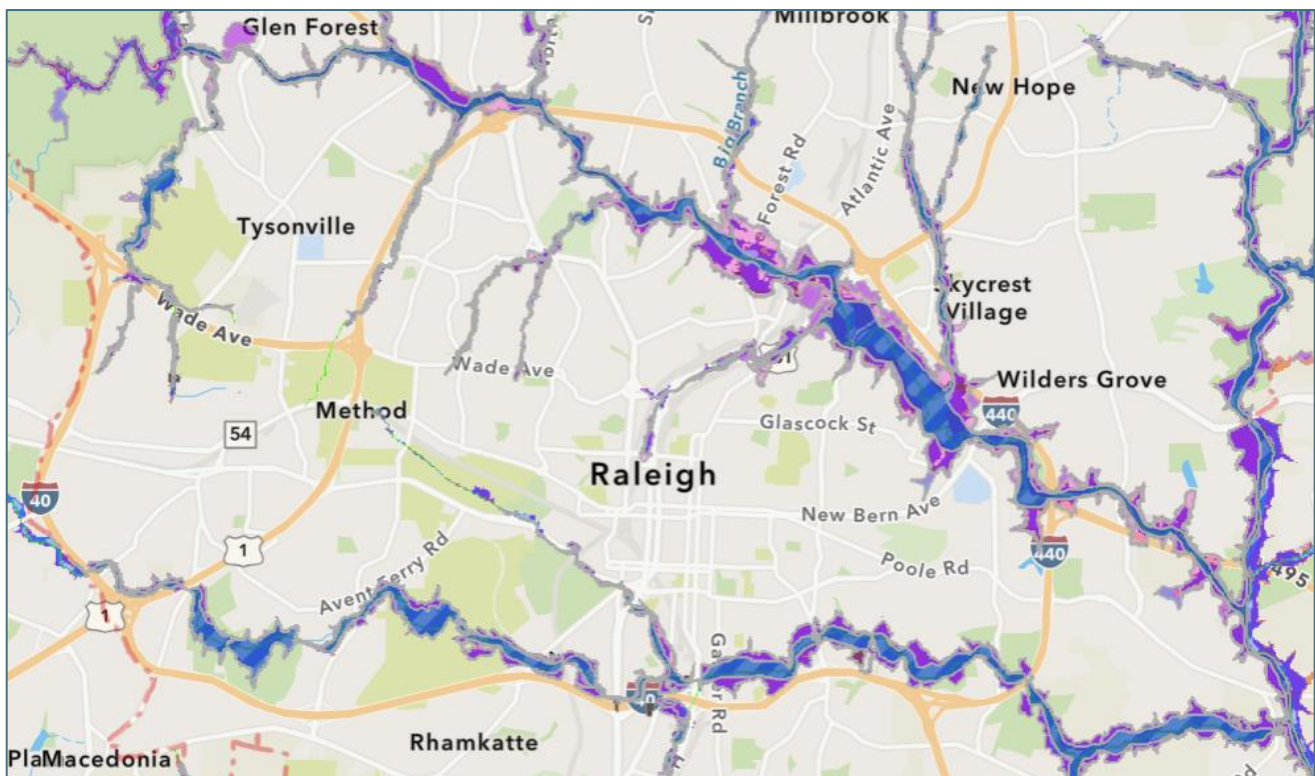 Glen Forest
Millbrook
New Hope
Big Branch
Forest Rd
Atlantic Ave
Tysonville
kycrest
Village
Wade Ave
Wade Ave
Wilders Grove
Method
440
Glascock St
54
Raleigh
40
New Bern Ave
1
440
Poole Rd
495
Avent Ferry Rd
1
Rd
Rhamkatte
PlaMacedonia